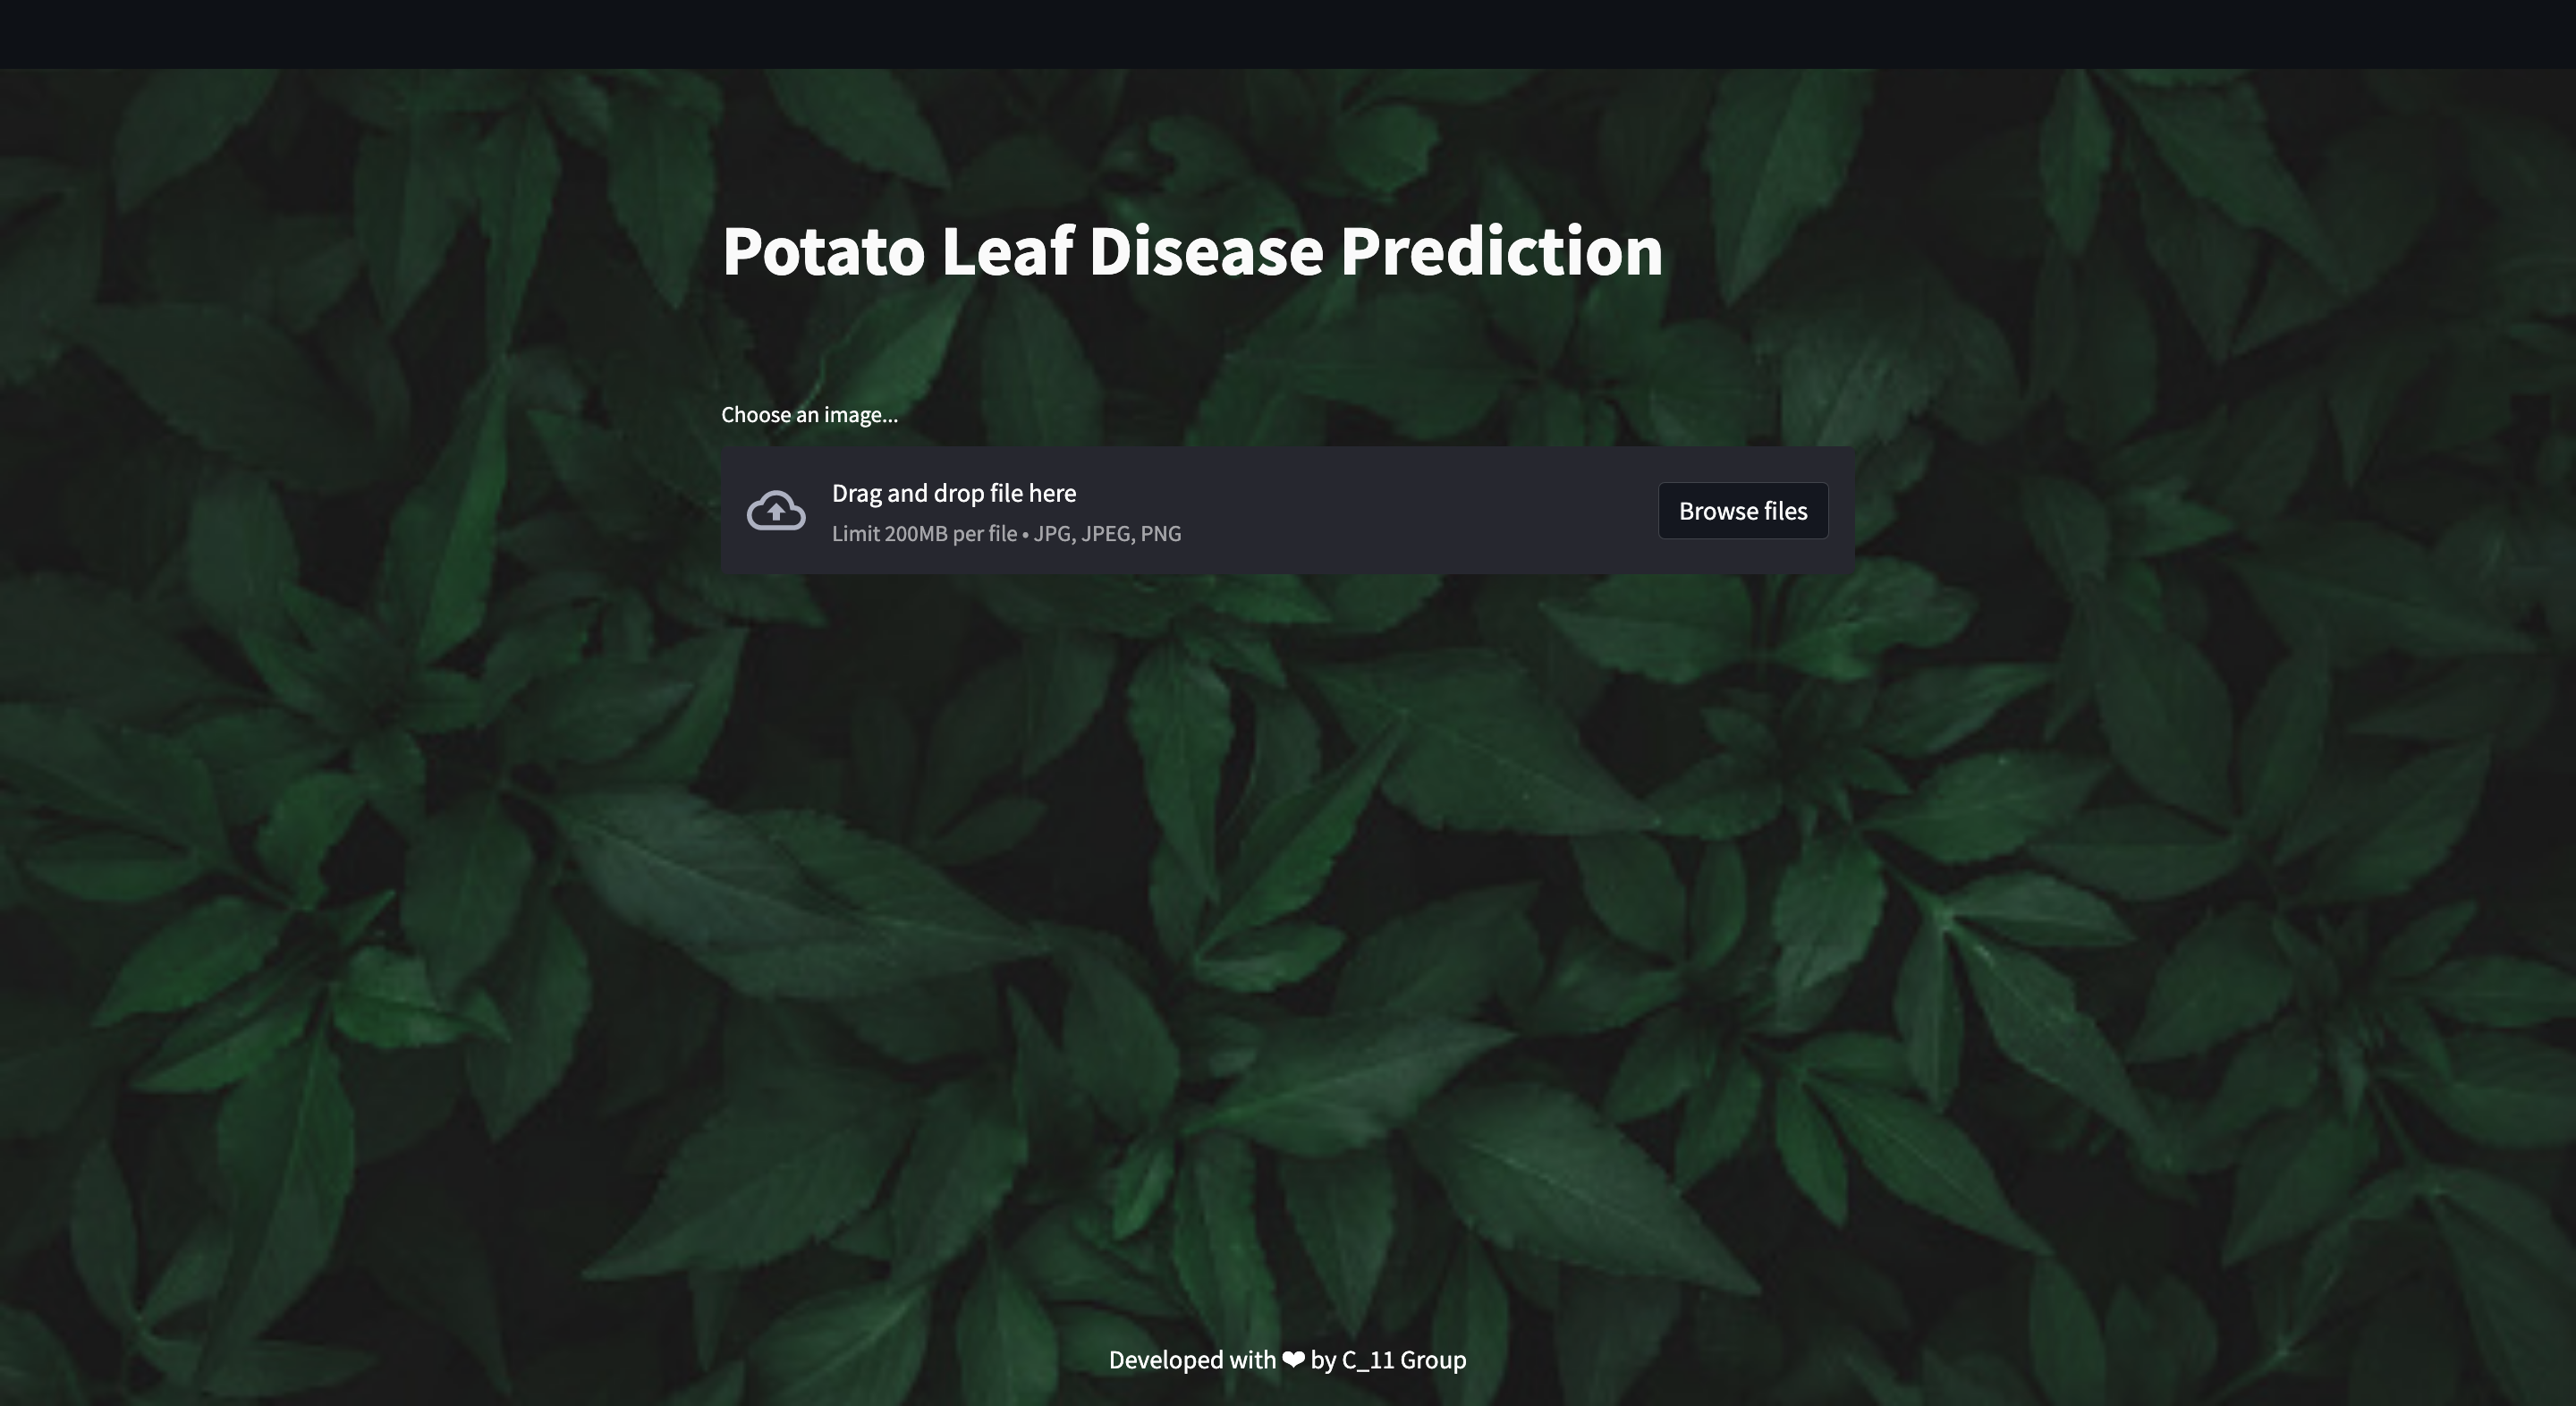 Potato Leaf Disease Prediction
Choose an image...
Drag and drop file here
Limit 200MB per file • JPG, JPEG, PNG
Browse files
Developed with ❤ by C_11 Group